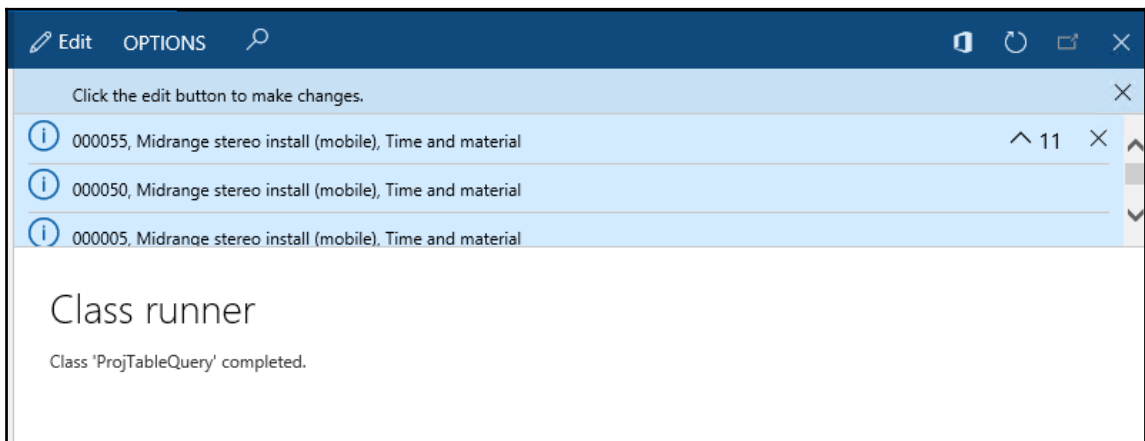 Edit OPTIONS
Click the edit button to make changes.
000055, Midrange stereo install (mobile), Time and material 11
000050, Midrange stereo install (mobile), Time and material
000005, Midrange stereo install (mobile), Time and material
Class runner
Class 'ProjTableQuery' completed.